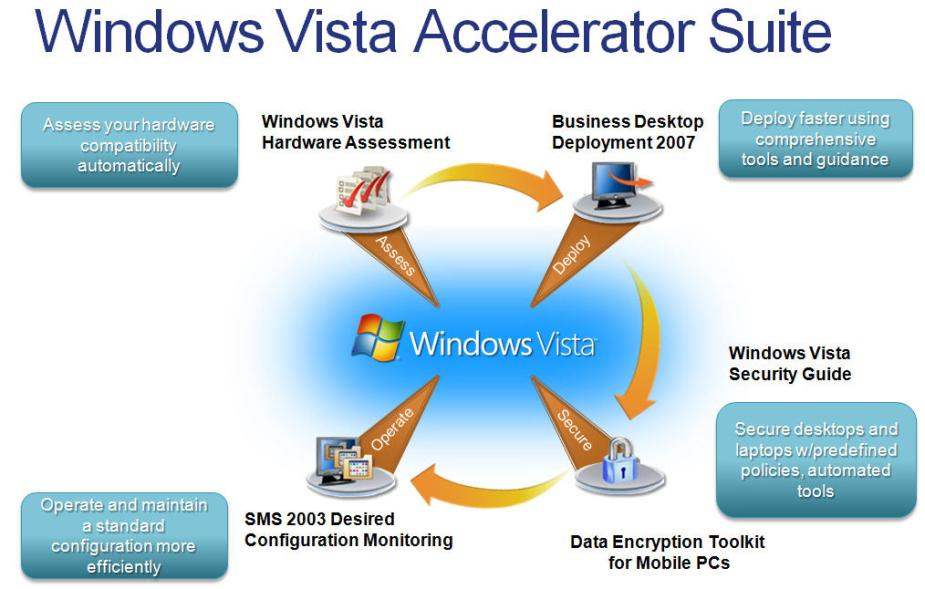 Windows Vista Accelerator Suite
Assess your hardware
compatibility
automatically
Windows Vista
Hardware Assessment
Business Desktop
Deployment 2007
Deploy faster using
comprehensive
tools and guidance
Assess
Deploy
Windows Vista
Windows Vista
Security Guide
Operate
Secure
Secure desktops and
laptops w/predefined
policies, automated
tools
Operate and maintain
a standard
configuration more
efficiently
SMS 2003 Desired
Configuration Monitoring
Data Encryption Toolkit
for Mobile PCs